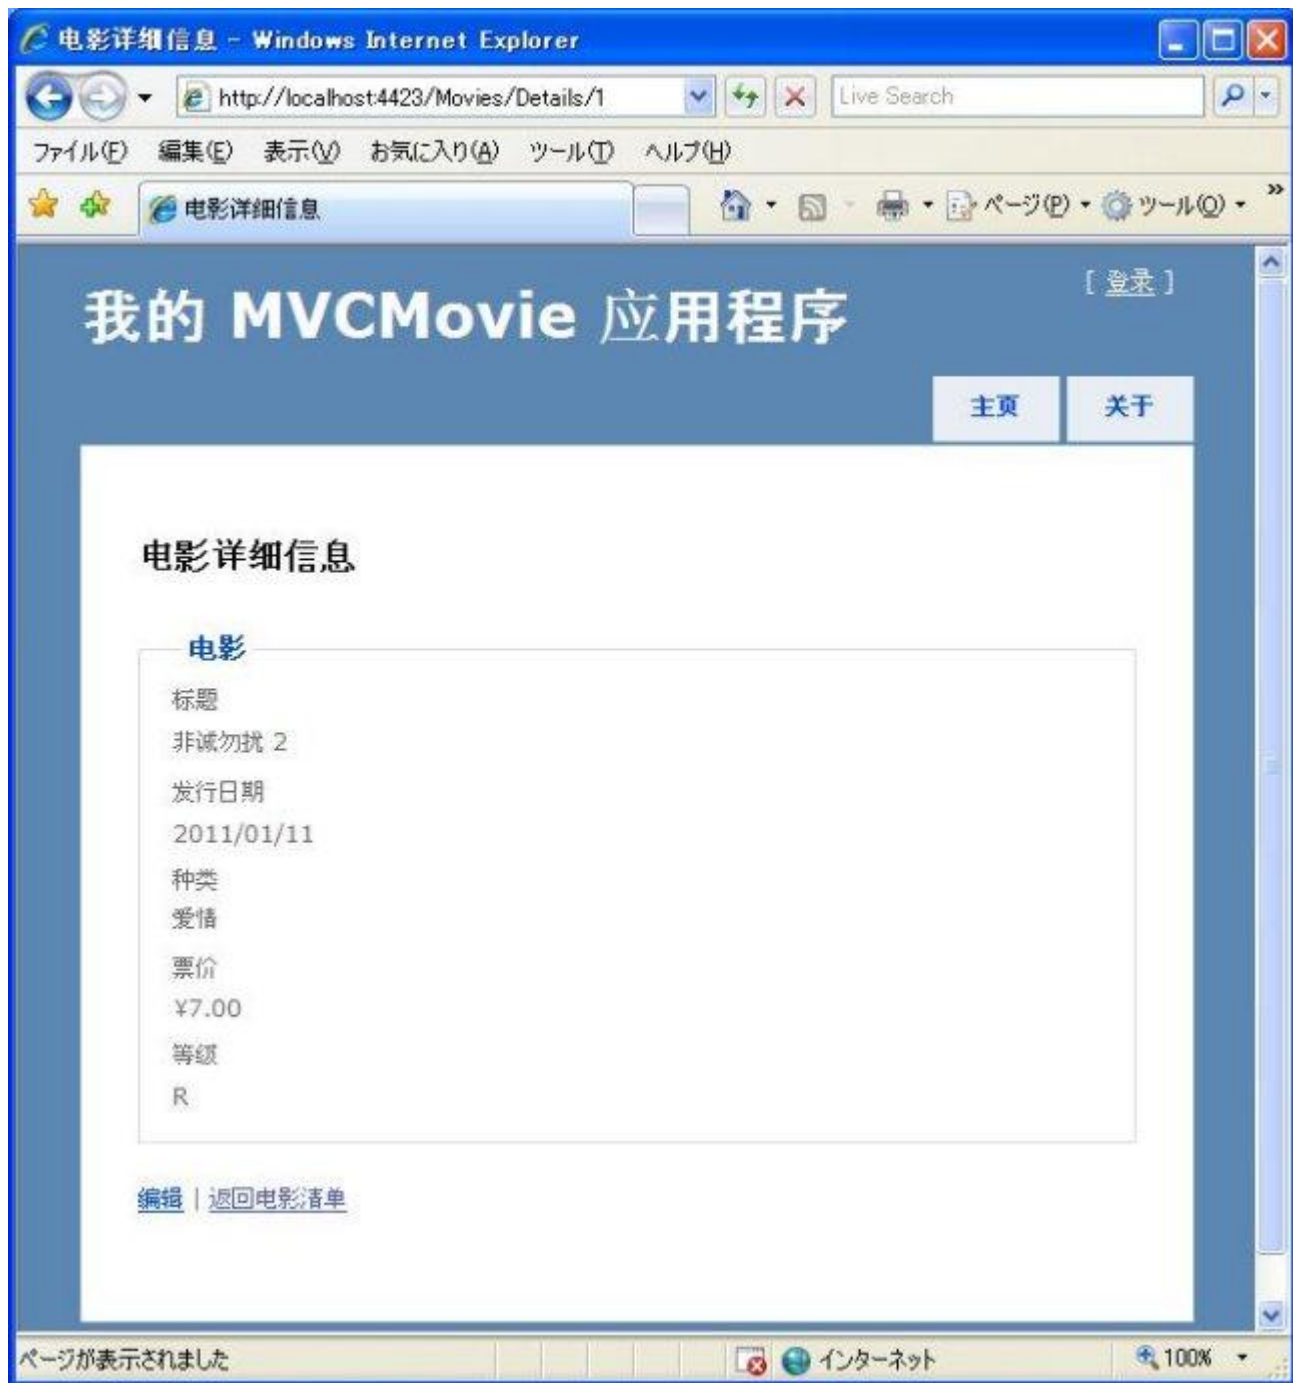 电影详细信息 - Windows Internet Explorer
http://localhost:4423/Movies/Details/1
Live Search
ファイル(F) 編集(E) 表示(V) お気に入り(A) ツール(T) ヘルプ(H)
电影详细信息
ページ(P) ツール(O) »
[ 登录 ]
我的 MVCMovie 应用程序
主页 关于
电影详细信息
电影
标题
非诚勿扰 2
发行日期
2011/01/11
种类
爱情
票价
¥7.00
等级
R
编辑 | 返回电影清单
ページが表示されました
インターネット
100%